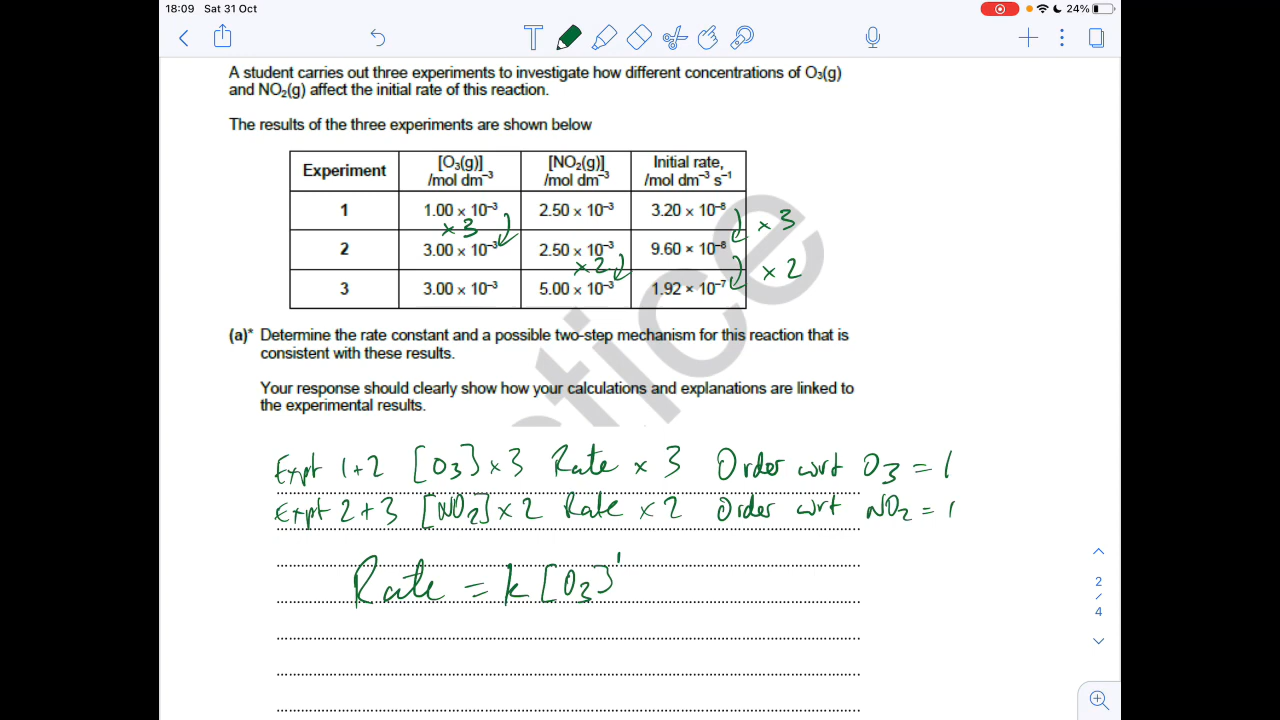 18:09 Sat 31 Oct
24%
A student carries out three experiments to investigate how different concentrations of O₃(g)
and NO₂(g) affect the initial rate of this reaction.
The results of the three experiments are shown below
Experiment [O₃(g)] /mol dm⁻³ [NO₂(g)] /mol dm⁻³ Initial rate, /mol dm⁻³ s⁻¹
1 1.00 × 10⁻³ 2.50 × 10⁻³ 3.20 × 10⁻⁸
× 3 × 3
2 3.00 × 10⁻³ 2.50 × 10⁻³ 9.60 × 10⁻⁸
× 2 × 2
3 3.00 × 10⁻³ 5.00 × 10⁻³ 1.92 × 10⁻⁷
(a)* Determine the rate constant and a possible two-step mechanism for this reaction that is
consistent with these results.
Your response should clearly show how your calculations and explanations are linked to
the experimental results.
Expt 1+2 [O₃] × 3 Rate × 3 Order wrt O₃ = 1
Expt 2+3 [NO₂] × 2 Rate × 2 Order wrt NO₂ = 1
Rate = k [O₃]¹
2
/
4